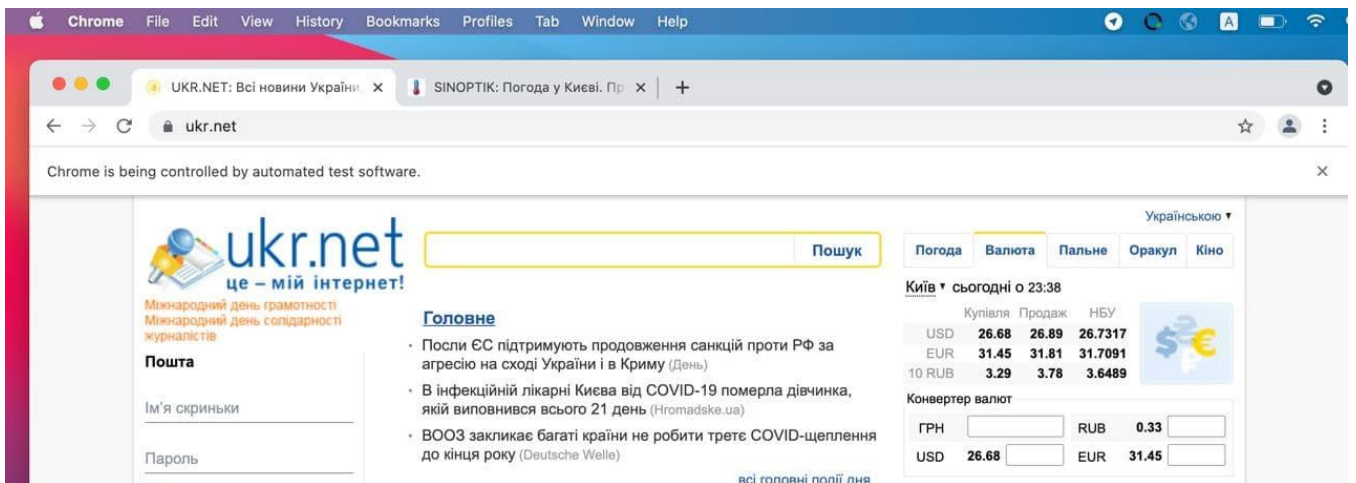 Chrome File Edit View History Bookmarks Profiles Tab Window Help
A
UKR.NET: Всі новини України, SINOPTIK: Погода у Києві. Пр
ukr.net
Chrome is being controlled by automated test software.
Українською
ukr.net
це – мій інтернет!
Міжнародний день грамотності
Міжнародний день солідарності
журналістів
Пошта
Ім'я скриньки
Пароль
Пошук
Головне
Посли ЄС підтримують продовження санкцій проти РФ за
агресію на сході України і в Криму (День)
В інфекційній лікарні Києва від COVID-19 померла дівчинка,
якій виповнився всього 21 день (Hromadske.ua)
ВООЗ закликає багаті країни не робити третє COVID-щеплення
до кінця року (Deutsche Welle)
всі головні події дня
Погода Валюта Пальне Оракул Кіно
Київ сьогодні о 23:38
Купівля Продаж НБУ
USD 26.68 26.89 26.7317
EUR 31.45 31.81 31.7091
10 RUB 3.29 3.78 3.6489
Конвертер валют
ГРН RUB 0.33
USD 26.68 EUR 31.45